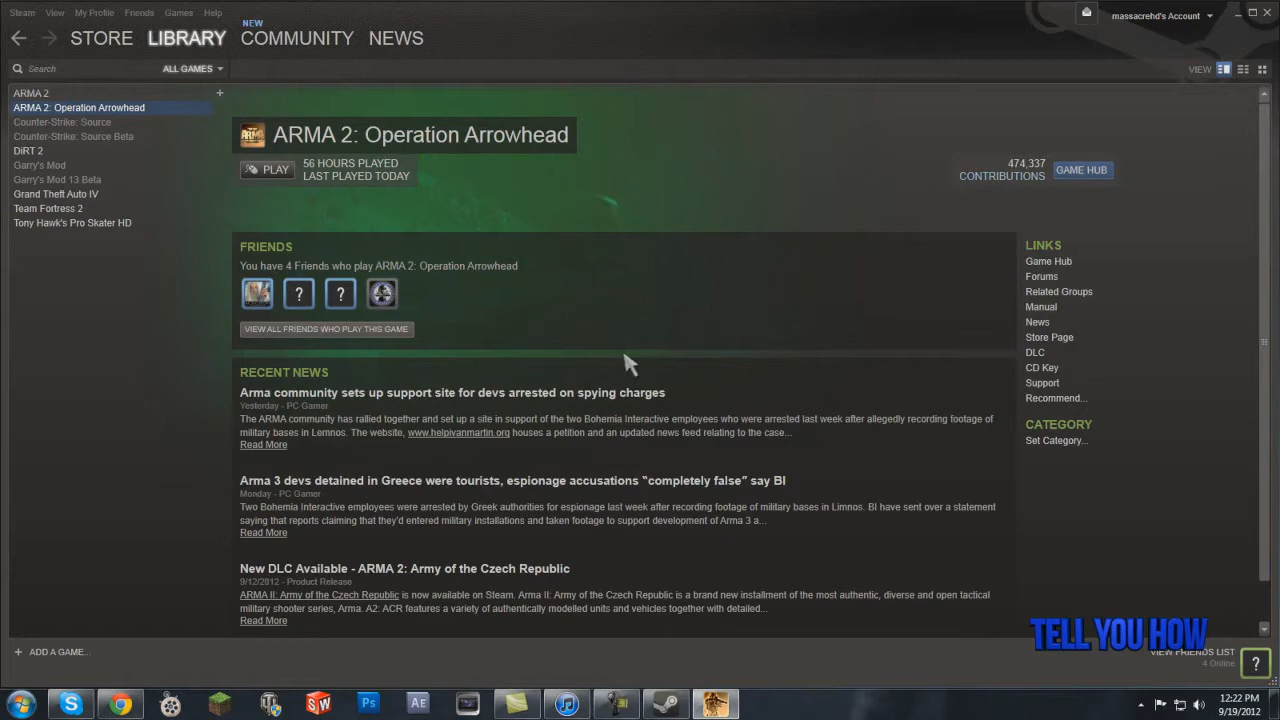 Steam View My Profile Friends Games Help
massacrehd's Account
NEW
STORE LIBRARY COMMUNITY NEWS
Search ALL GAMES VIEW
ARMA 2 +
ARMA 2: Operation Arrowhead
Counter-Strike: Source
Counter-Strike: Source Beta
DiRT 2
Garry's Mod
Garry's Mod 13 Beta
Grand Theft Auto IV
Team Fortress 2
Tony Hawk's Pro Skater HD
ARMA 2: Operation Arrowhead
PLAY
56 HOURS PLAYED
LAST PLAYED TODAY
474,337
CONTRIBUTIONS
GAME HUB
FRIENDS
You have 4 Friends who play ARMA 2: Operation Arrowhead
? ?
VIEW ALL FRIENDS WHO PLAY THIS GAME
RECENT NEWS
Arma community sets up support site for devs arrested on spying charges
Yesterday - PC Gamer
The ARMA community has rallied together and set up a site in support of the two Bohemia Interactive employees who were arrested last week after allegedly recording footage of
military bases in Lemnos. The website, www.helpivanmartin.org houses a petition and an updated news feed relating to the case...
Read More
Arma 3 devs detained in Greece were tourists, espionage accusations "completely false" say BI
Monday - PC Gamer
Two Bohemia Interactive employees were arrested by Greek authorities for espionage last week after recording footage of military bases in Limnos. BI have sent over a statement
saying that reports claiming that they'd entered military installations and taken footage to support development of Arma 3 a...
Read More
New DLC Available - ARMA 2: Army of the Czech Republic
9/12/2012 - Product Release
ARMA II: Army of the Czech Republic is now available on Steam. Arma II: Army of the Czech Republic is a brand new installment of the most authentic, diverse and open tactical
military shooter series, Arma. A2: ACR features a variety of authentically modelled units and vehicles together with detailed...
Read More
LINKS
Game Hub
Forums
Related Groups
Manual
News
Store Page
DLC
CD Key
Support
Recommend...
CATEGORY
Set Category...
TELL YOU HOW
+ ADD A GAME...
VIEW FRIENDS LIST
4 Online
?
S SW Ps Ae
12:22 PM
9/19/2012